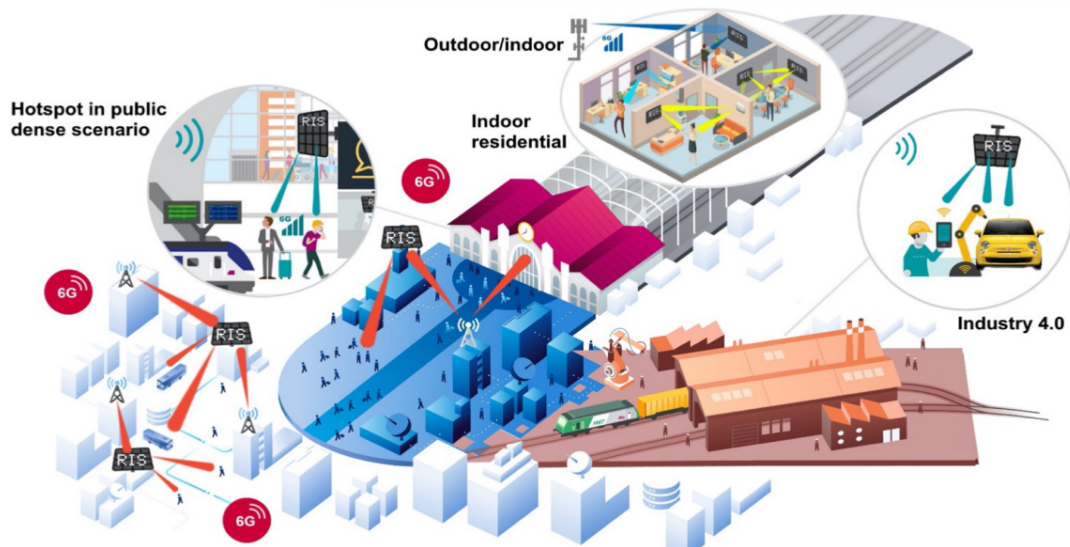 Outdoor/indoor
6G
RIS
RIS
RIS
RIS
Indoor
residential
Hotspot in public
dense scenario
RIS
6G
RIS
6G
RIS
6G
RIS
RIS
6G
Industry 4.0